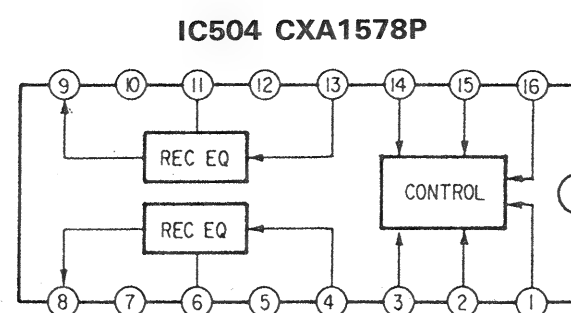 IC504 CXA1578P
9 10 11 12 13 14 15 16
REC EQ
CONTROL
REC EQ
8 7 6 5 4 3 2 1